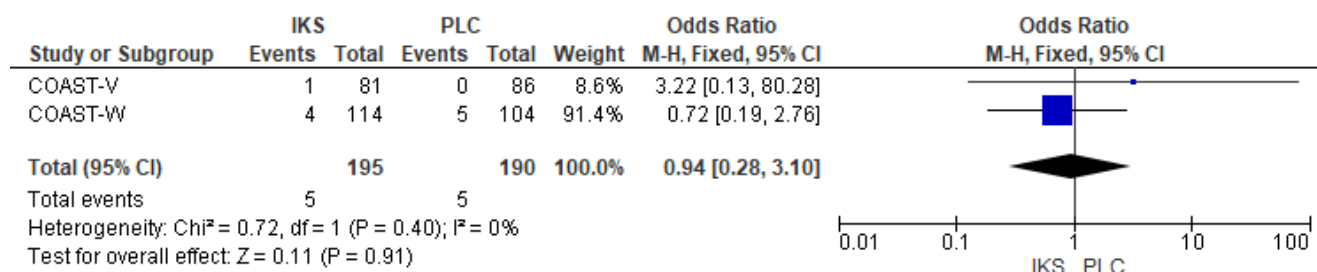 IKS PLC Odds Ratio Odds Ratio
Study or Subgroup Events Total Events Total Weight M-H, Fixed, 95% CI M-H, Fixed, 95% CI
COAST-V 1 81 0 86 8.6% 3.22 [0.13, 80.28]
COAST-W 4 114 5 104 91.4% 0.72 [0.19, 2.76]
Total (95% CI) 195 190 100.0% 0.94 [0.28, 3.10]
Total events 5 5
Heterogeneity: Chi² = 0.72, df = 1 (P = 0.40); I² = 0%
Test for overall effect: Z = 0.11 (P = 0.91)
0.01 0.1 1 10 100
IKS PLC